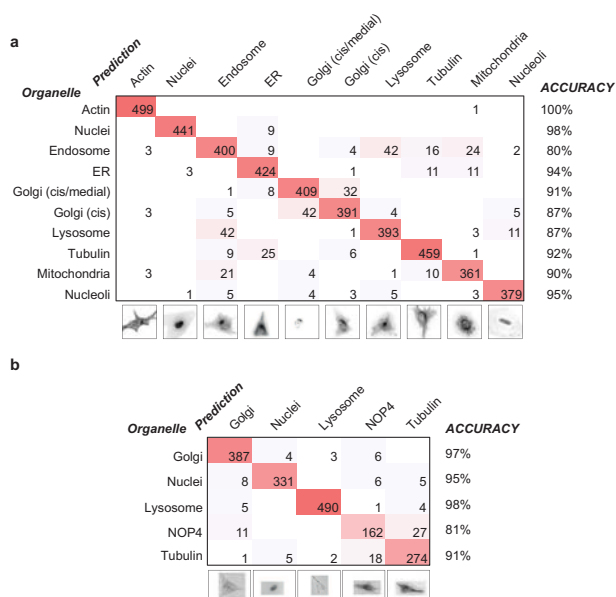 a
Prediction
Organelle
Actin Nuclei Endosome ER Golgi (cis/medial) Golgi (cis) Lysosome Tubulin Mitochondria Nucleoli
ACCURACY
Actin 499 1 100%
Nuclei 441 9 98%
Endosome 3 400 9 4 42 16 24 2 80%
ER 3 424 1 11 11 94%
Golgi (cis/medial) 1 8 409 32 91%
Golgi (cis) 3 5 42 391 4 5 87%
Lysosome 42 1 393 3 11 87%
Tubulin 9 25 6 459 1 92%
Mitochondria 3 21 4 1 10 361 90%
Nucleoli 1 5 4 3 5 3 379 95%
b
Prediction
Organelle
Golgi Nuclei Lysosome NOP4 Tubulin
ACCURACY
Golgi 387 4 3 6 97%
Nuclei 8 331 6 5 95%
Lysosome 5 490 1 4 98%
NOP4 11 162 27 81%
Tubulin 1 5 2 18 274 91%